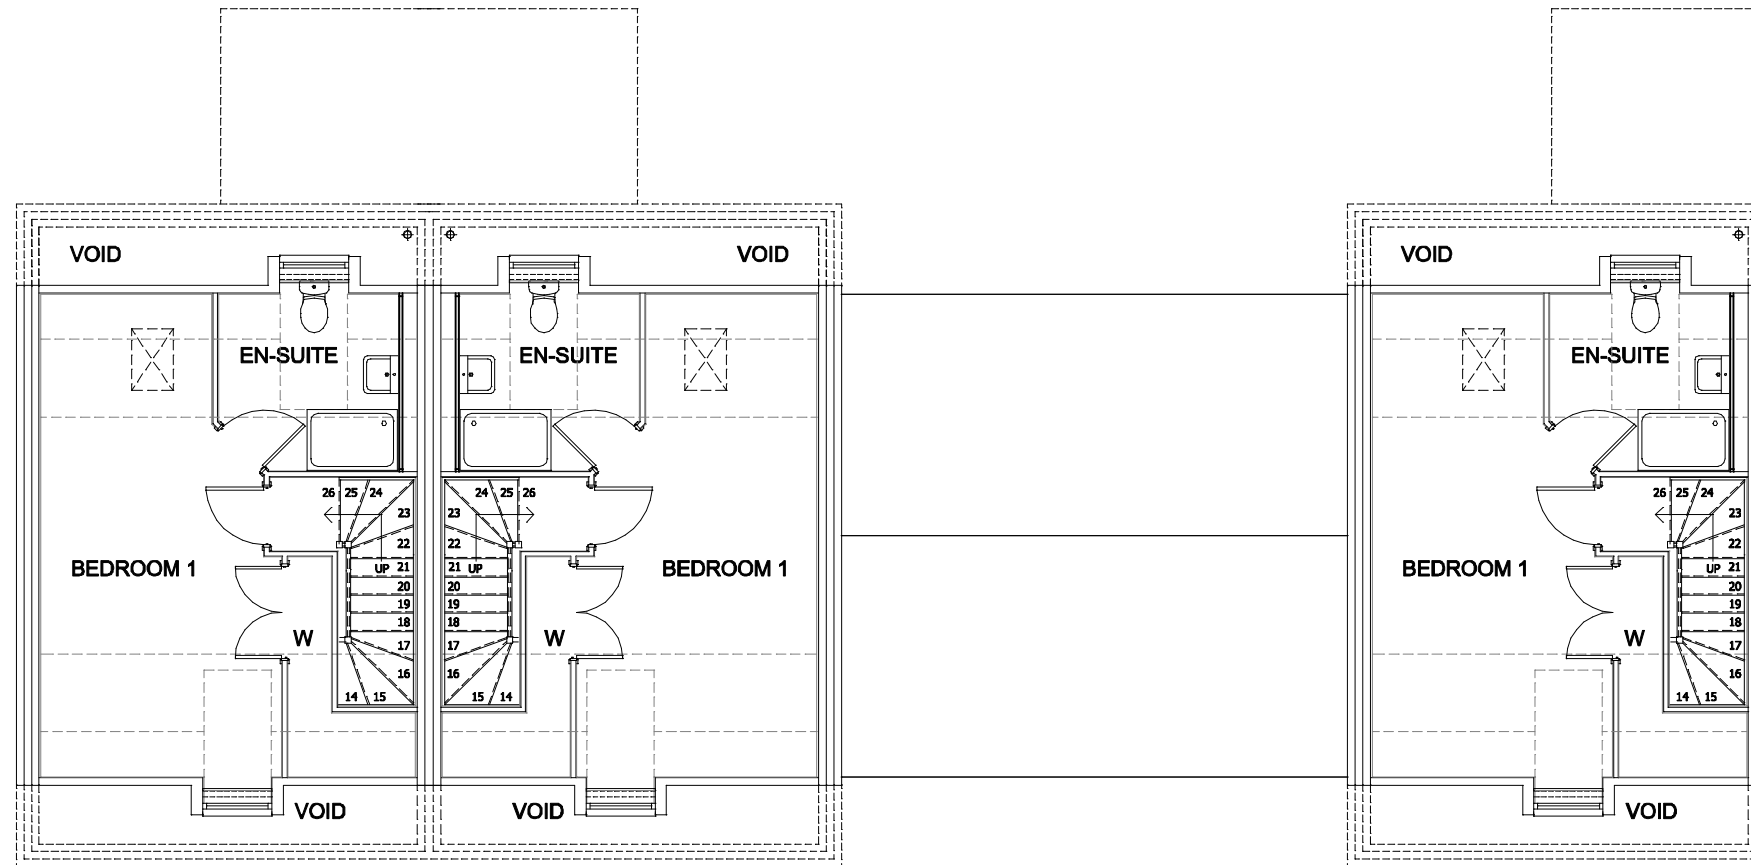 VOID VOID VOID
EN-SUITE EN-SUITE EN-SUITE
26 25 24 24 25 26 26 25 24
23 23 23
22 22 22
BEDROOM 1 UP 21 21 UP BEDROOM 1 BEDROOM 1 UP 21
20 20 20
19 19 19
18 18 18
W W W
17 17 17
16 16 16
14 15 15 14 14 15
VOID VOID VOID